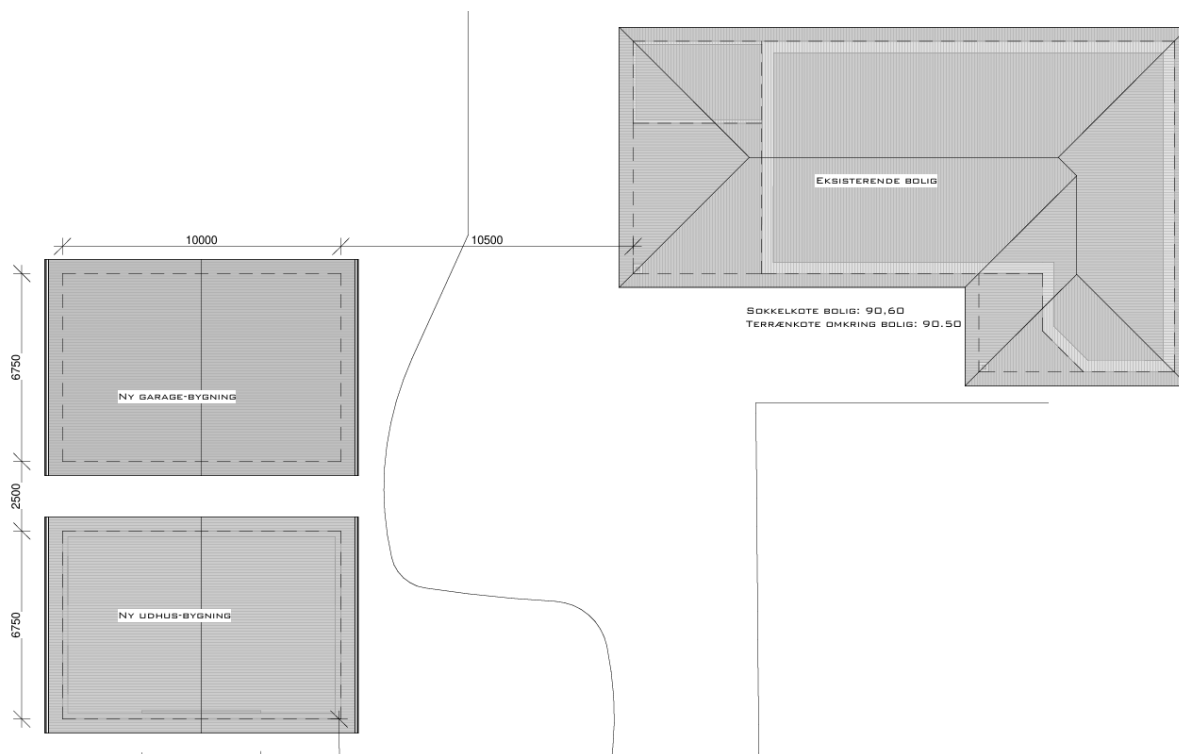 Eksisterende bolig
10000
10500
Sokkelkote bolig: 90,60
Terrænkote omkring bolig: 90.50
6750
Ny garage-bygning
2500
Ny udhus-bygning
6750